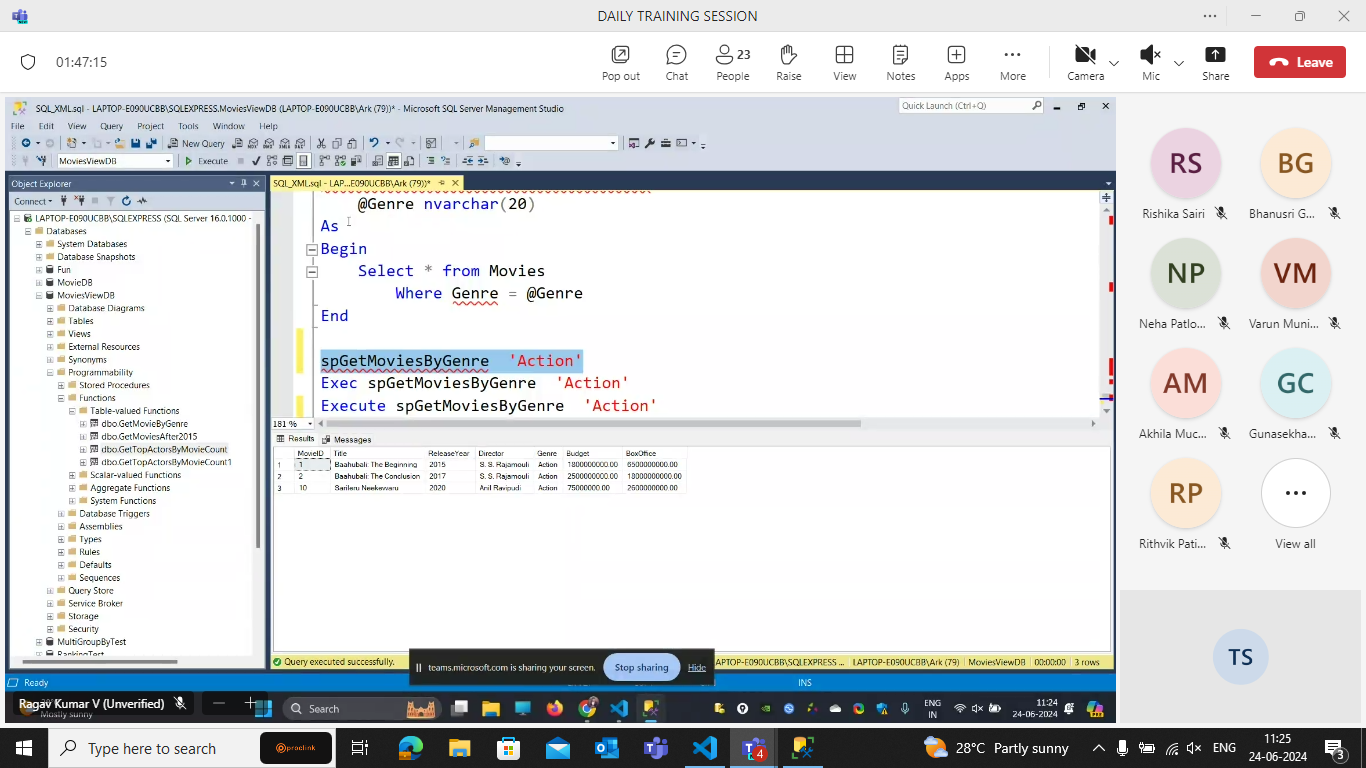 DAILY TRAINING SESSION
01:47:15
Pop out
Chat
23
People
Raise
View
Notes
Apps
More
Camera
Mic
Share
Leave
SQL_XML.sql - LAPTOP-E090UCBB\SQLEXPRESS.MoviesViewDB (LAPTOP-E090UCBB\Ark (79))* - Microsoft SQL Server Management Studio
Quick Launch (Ctrl+Q)
File Edit View Query Project Tools Window Help
New Query
MoviesViewDB
Execute
Object Explorer
Connect
LAPTOP-E090UCBB\SQLEXPRESS (SQL Server 16.0.1000 -
Databases
System Databases
Database Snapshots
Fun
MovieDB
MoviesViewDB
Database Diagrams
Tables
Views
External Resources
Synonyms
Programmability
Stored Procedures
Functions
Table-valued Functions
dbo.GetMovieByGenre
dbo.GetMoviesAfter2015
dbo.GetTopActorsByMovieCount
dbo.GetTopActorsByMovieCount1
Scalar-valued Functions
Aggregate Functions
System Functions
Database Triggers
Assemblies
Types
Rules
Defaults
Sequences
Query Store
Service Broker
Storage
Security
MultiGroupByTest
RankingTest
SQL_XML.sql - LAP...E090UCBB\Ark (79))*
@Genre nvarchar(20)
As
Begin
Select * from Movies
Where Genre = @Genre
End
spGetMoviesByGenre 'Action'
Exec spGetMoviesByGenre 'Action'
Execute spGetMoviesByGenre 'Action'
181 %
Results Messages
MovieID Title ReleaseYear Director Genre Budget BoxOffice
1 1 Baahubali: The Beginning 2015 S. S. Rajamouli Action 1800000000.00 6500000000.00
2 2 Baahubali: The Conclusion 2017 S. S. Rajamouli Action 2500000000.00 18000000000.00
3 10 Sarileru Neekevvaru 2020 Anil Ravipudi Action 75000000.00 2600000000.00
Query executed successfully.
APTOP-E090UCBB\SQLEXPRESS ... LAPTOP-E090UCBB\Ark (79) MoviesViewDB 00:00:00 3 rows
teams.microsoft.com is sharing your screen.
Stop sharing
Hide
Ready
INS
Ragav Kumar V (Unverified)
Mostly sunny
Search
ENG
IN
11:24
24-06-2024
RS
Rishika Sairi
BG
Bhanusri G...
NP
Neha Patlo...
VM
Varun Muni...
AM
Akhila Muc...
GC
Gunasekha...
RP
Rithvik Pati...
View all
TS
Type here to search
proclink
4
28°C Partly sunny
ENG
11:25
24-06-2024
3